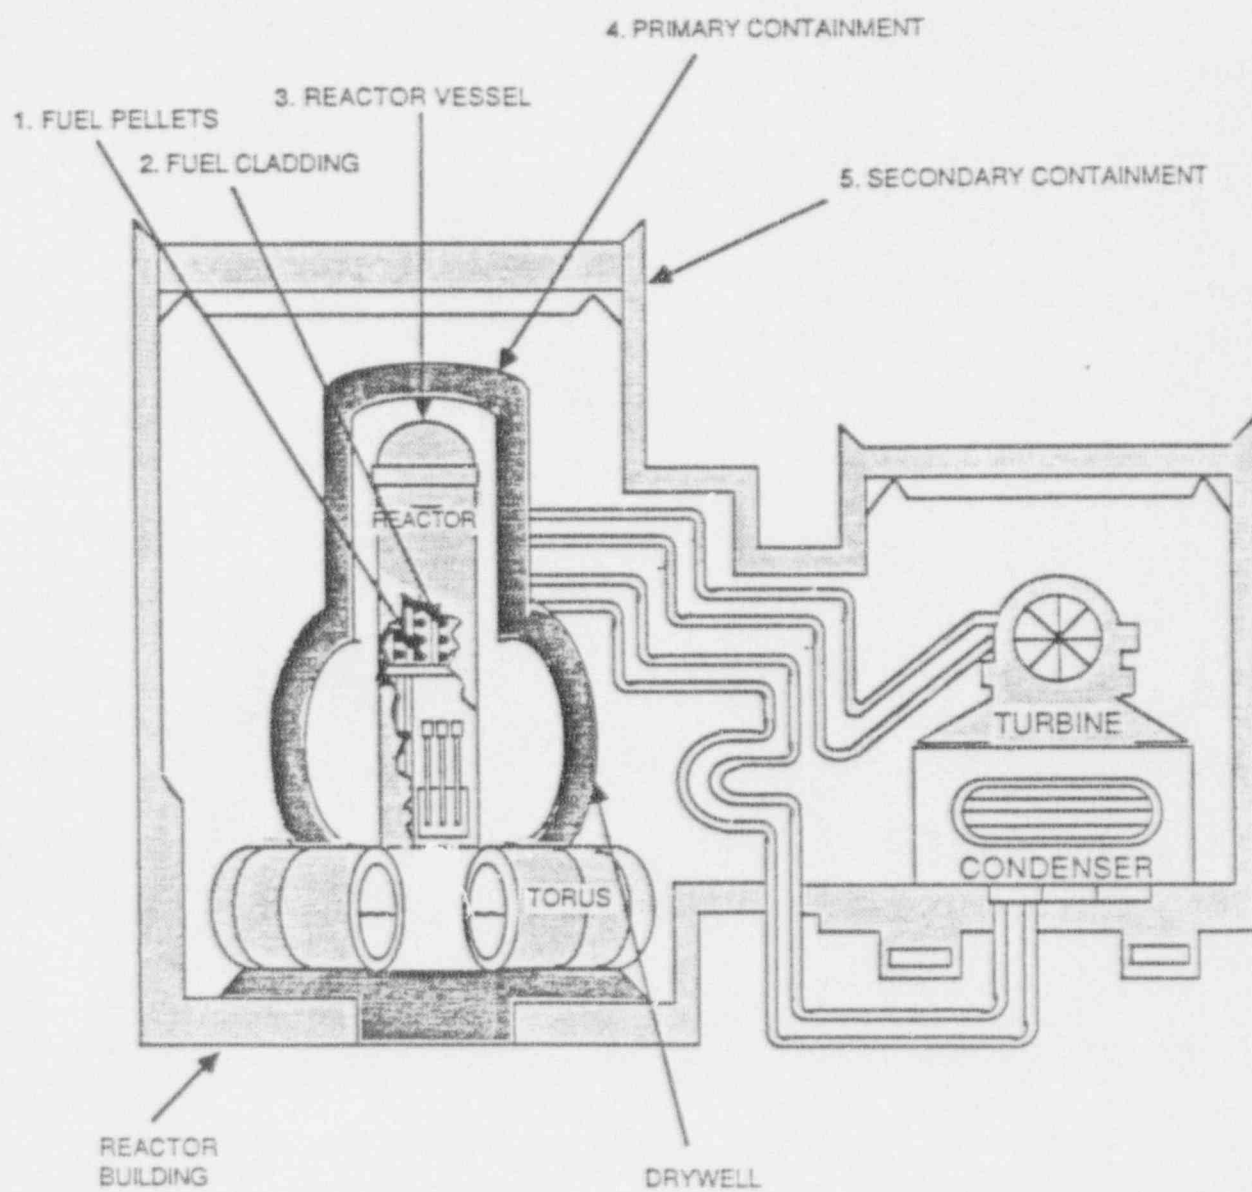 4. PRIMARY CONTAINMENT
3. REACTOR VESSEL
1. FUEL PELLETS
2. FUEL CLADDING
5. SECONDARY CONTAINMENT
REACTOR
TURBINE
CONDENSER
TORUS
REACTOR
BUILDING
DRYWELL